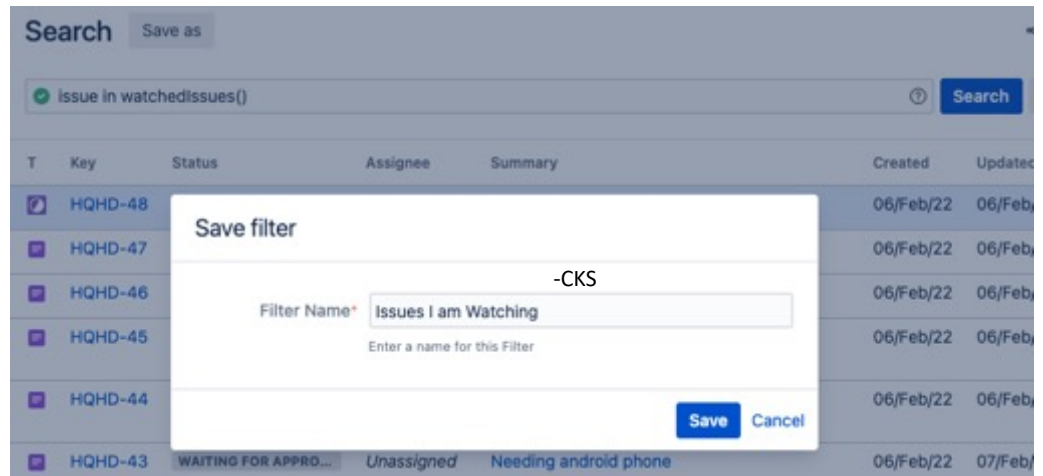 Search Save as
issue in watchedIssues() Search
T Key Status Assignee Summary Created Updated
HQHD-48 06/Feb/22 06/Feb/
Save filter
HQHD-47 06/Feb/22 06/Feb/
-CKS
HQHD-46 06/Feb/22 06/Feb/
Filter Name* Issues I am Watching
HQHD-45 06/Feb/22 06/Feb/
Enter a name for this Filter
HQHD-44 06/Feb/22 06/Feb/
Save Cancel
HQHD-43 WAITING FOR APPRO... Unassigned Needing android phone 06/Feb/22 07/Feb/